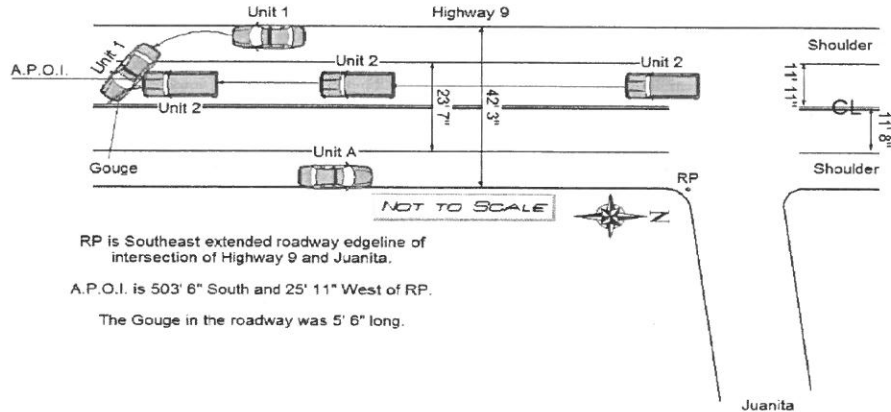 Unit 1
Highway 9
Unit 1
Unit 2
Unit 2
Shoulder
A.P.O.I.
11' 11"
23' 7"
42' 3"
CL
Unit 2
11' 8"
Unit A
Gouge
Shoulder
RP
NOT TO SCALE
N
RP is Southeast extended roadway edgeline of
intersection of Highway 9 and Juanita.
A.P.O.I. is 503' 6" South and 25' 11" West of RP.
The Gouge in the roadway was 5' 6" long.
Juanita